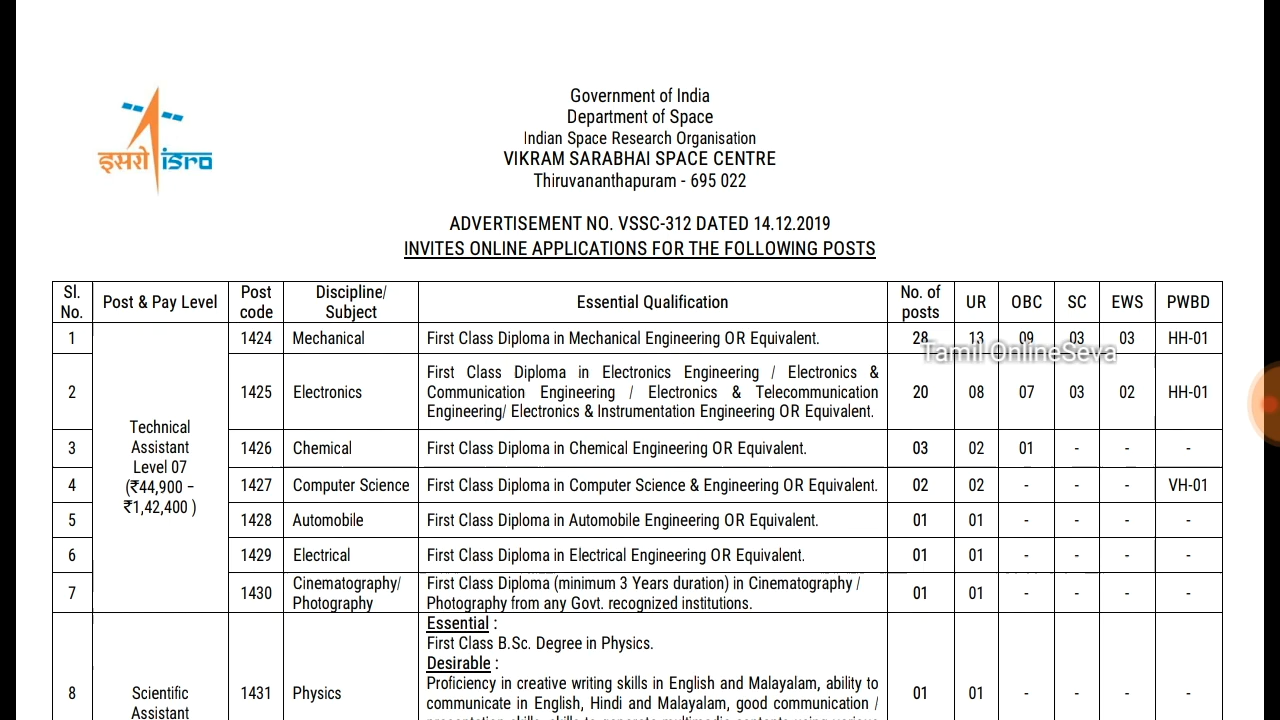 इसरो isro
Government of India
Department of Space
Indian Space Research Organisation
VIKRAM SARABHAI SPACE CENTRE
Thiruvananthapuram - 695 022
ADVERTISEMENT NO. VSSC-312 DATED 14.12.2019
INVITES ONLINE APPLICATIONS FOR THE FOLLOWING POSTS
Sl. No. Post & Pay Level Post code Discipline/ Subject Essential Qualification No. of posts UR OBC SC EWS PWBD
1 1424 Mechanical First Class Diploma in Mechanical Engineering OR Equivalent. 28 13 09 03 03 HH-01
Tamil OnlineSeva
2 1425 Electronics First Class Diploma in Electronics Engineering / Electronics &
Communication Engineering / Electronics & Telecommunication
Engineering/ Electronics & Instrumentation Engineering OR Equivalent. 20 08 07 03 02 HH-01
Technical
Assistant
Level 07
(₹44,900 –
₹1,42,400 )
3 1426 Chemical First Class Diploma in Chemical Engineering OR Equivalent. 03 02 01 - - -
4 1427 Computer Science First Class Diploma in Computer Science & Engineering OR Equivalent. 02 02 - - - VH-01
5 1428 Automobile First Class Diploma in Automobile Engineering OR Equivalent. 01 01 - - - -
6 1429 Electrical First Class Diploma in Electrical Engineering OR Equivalent. 01 01 - - - -
7 1430 Cinematography/ Photography First Class Diploma (minimum 3 Years duration) in Cinematography /
Photography from any Govt. recognized institutions. 01 01 - - - -
8 Scientific Assistant 1431 Physics Essential :
First Class B.Sc. Degree in Physics.
Desirable :
Proficiency in creative writing skills in English and Malayalam, ability to
communicate in English, Hindi and Malayalam, good communication / 01 01 - - - -